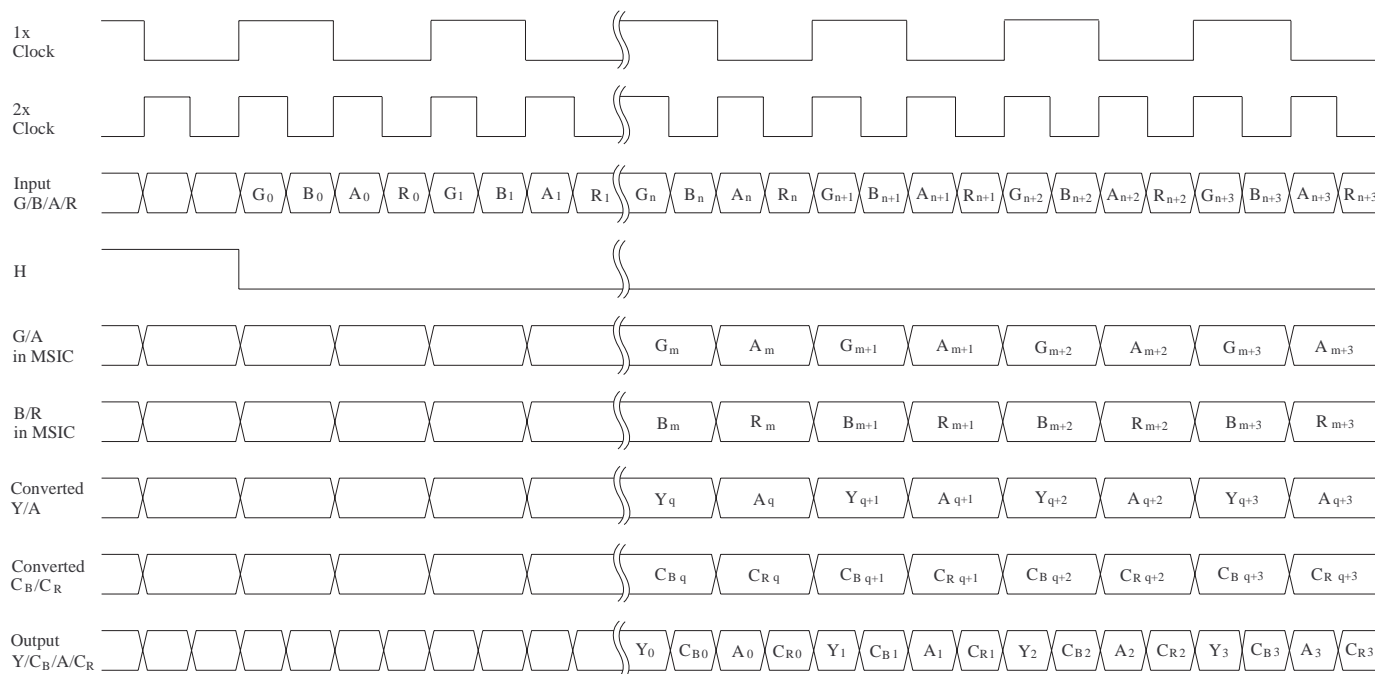 1x
Clock
2x
Clock
Input
G/B/A/R
G0 B0 A0 R0 G1 B1 A1 R1 Gn Bn An Rn Gn+1 Bn+1 An+1 Rn+1 Gn+2 Bn+2 An+2 Rn+2 Gn+3 Bn+3 An+3 Rn+3
H
G/A
in MSIC
Gm Am Gm+1 Am+1 Gm+2 Am+2 Gm+3 Am+3
B/R
in MSIC
Bm Rm Bm+1 Rm+1 Bm+2 Rm+2 Bm+3 Rm+3
Converted
Y/A
Yq Aq Yq+1 Aq+1 Yq+2 Aq+2 Yq+3 Aq+3
Converted
CB/CR
CB q CR q CB q+1 CR q+1 CB q+2 CR q+2 CB q+3 CR q+3
Output
Y/CB/A/CR
Y0 CB0 A0 CR0 Y1 CB1 A1 CR1 Y2 CB2 A2 CR2 Y3 CB3 A3 CR3